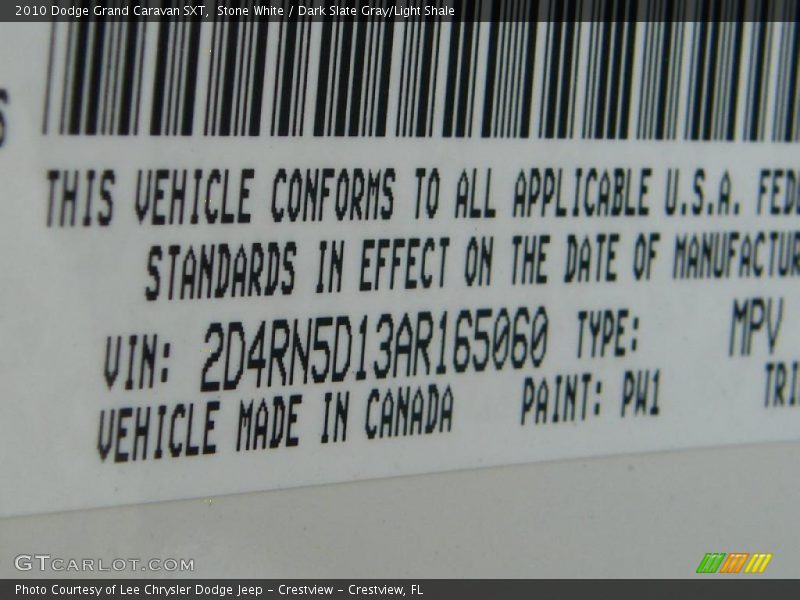 2010 Dodge Grand Caravan SXT,  Stone White / Dark Slate Gray/Light Shale
THIS VEHICLE CONFORMS TO ALL APPLICABLE U.S.A. FEDE
STANDARDS IN EFFECT ON THE DATE OF MANUFACTUR
VIN: 2D4RN5D13AR165060 TYPE: MPV
VEHICLE MADE IN CANADA PAINT: PW1 TRI
GTCARLOT.COM
Photo Courtesy of Lee Chrysler Dodge Jeep - Crestview - Crestview, FL